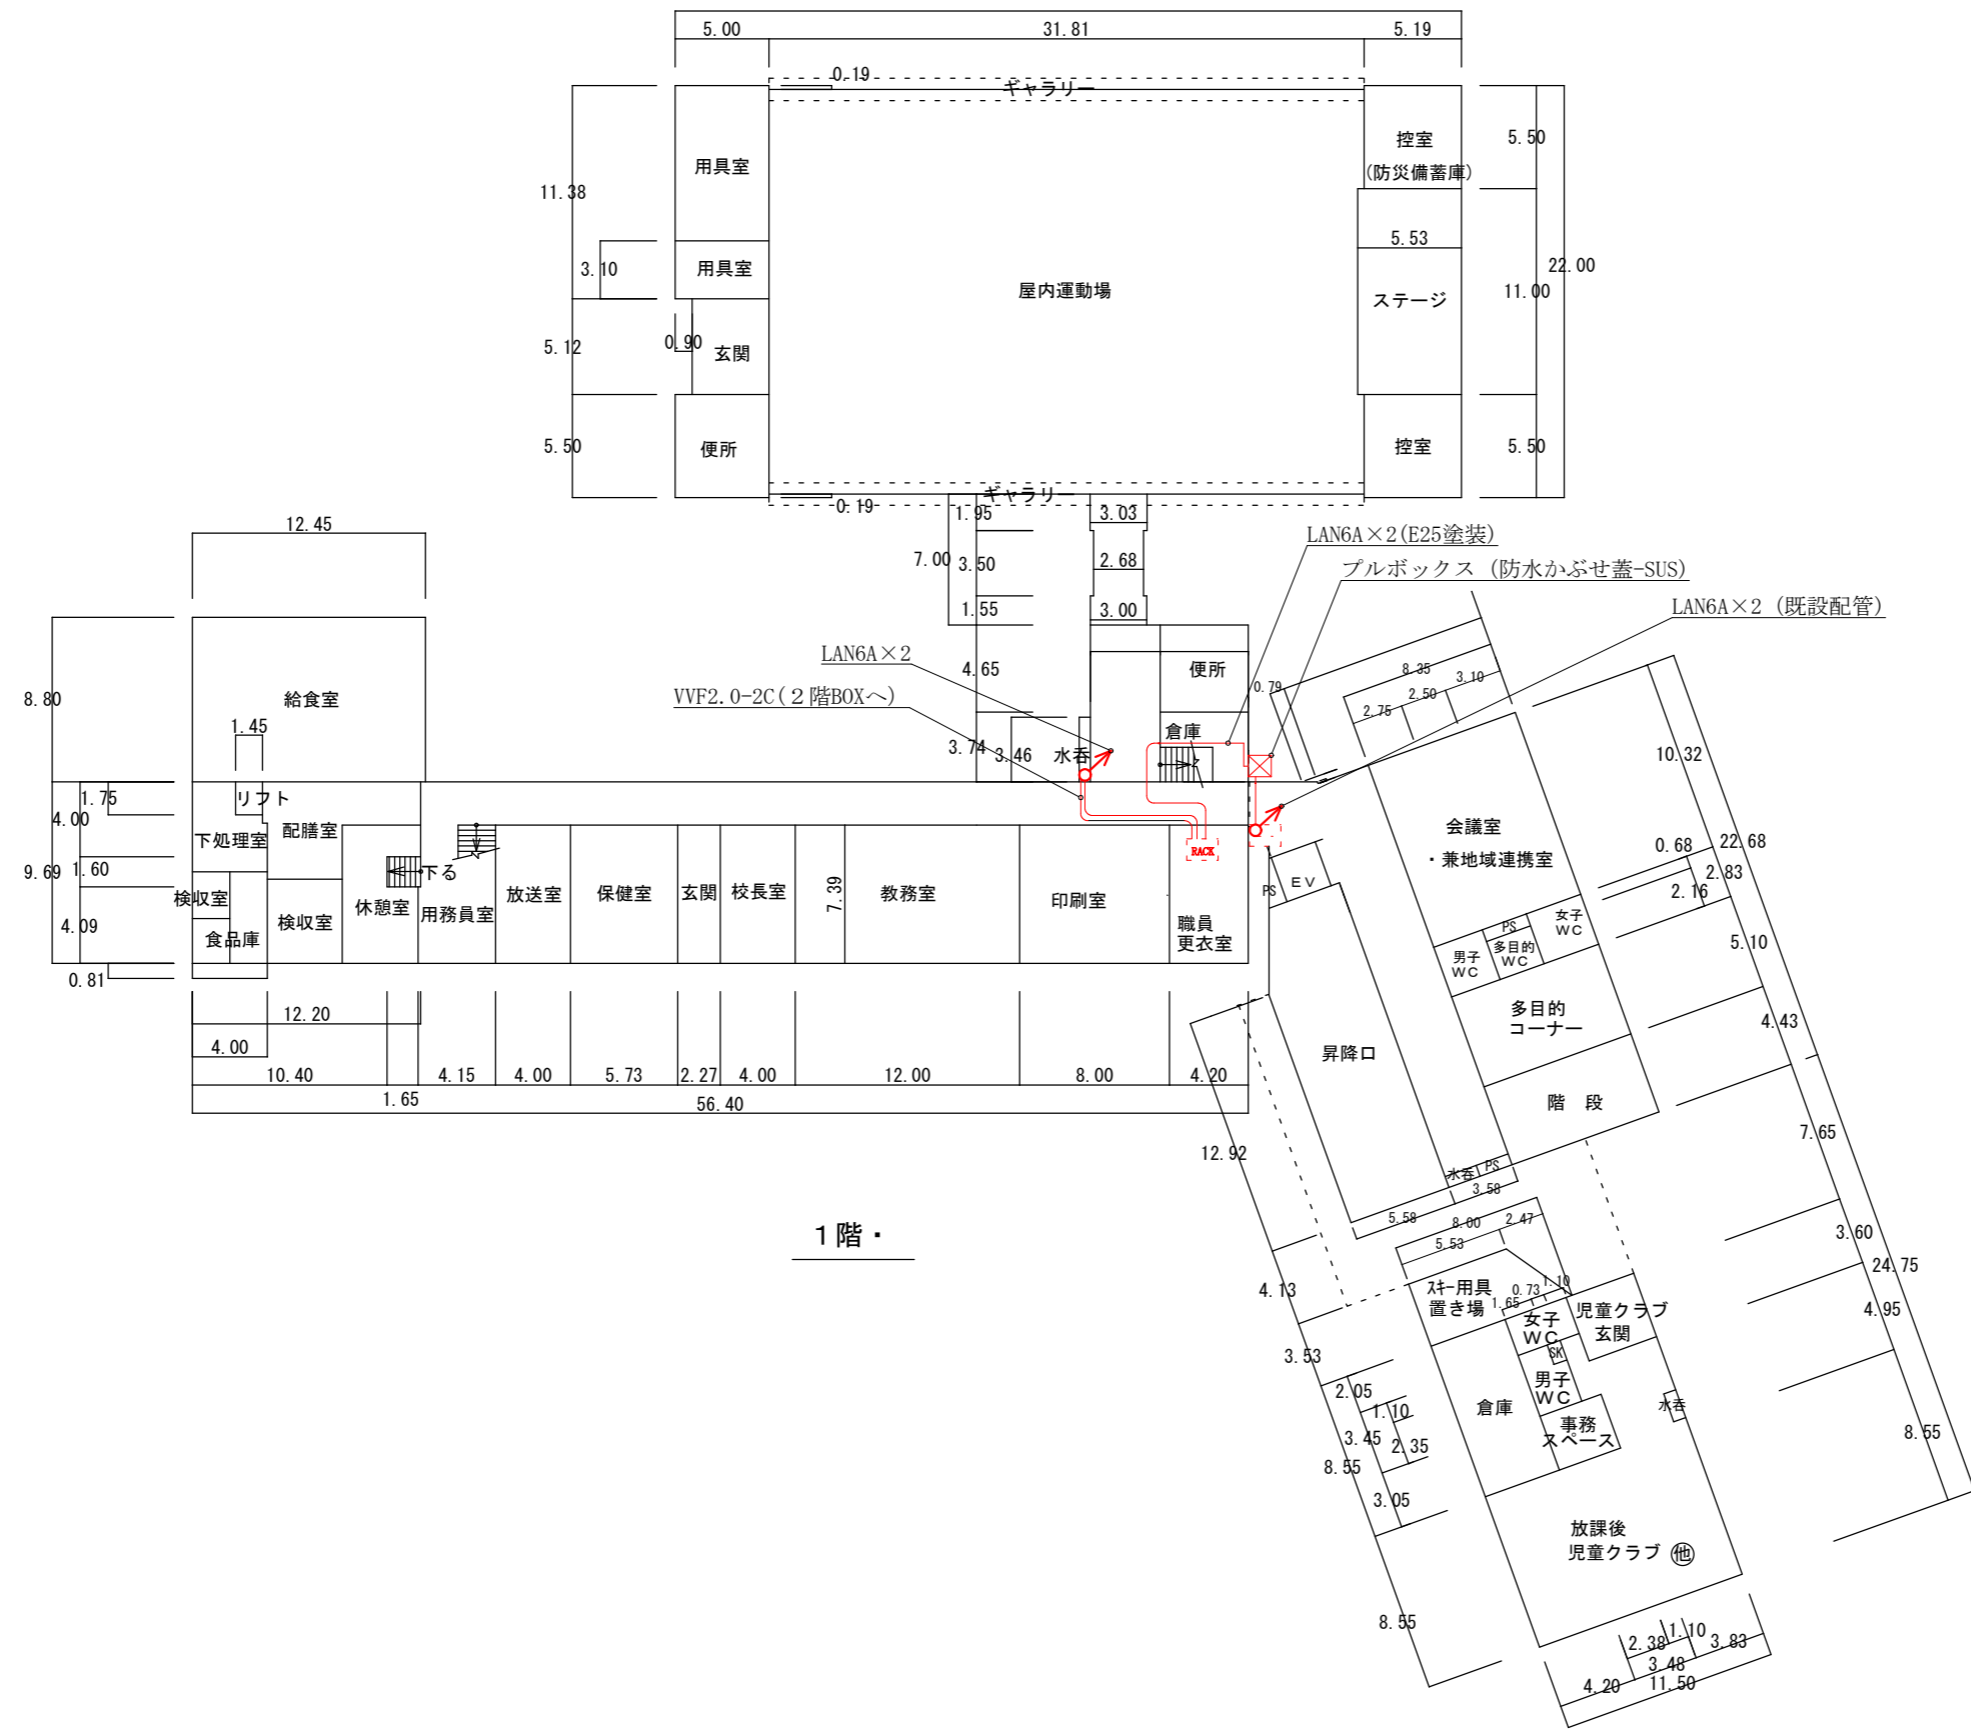 5.00
31.81
5.19
0.19
ギャラリー
控室
(防災備蓄庫)
5.50
用具室
11.38
5.53
22.00
3.10
用具室
屋内運動場
ステージ
11.00
5.12
0.90
玄関
5.50
便所
控室
5.50
ギャラリー
0.19
1.95
3.03
12.45
LAN6A×2(E25塗装)
7.00
3.50
2.68
プルボックス (防水かぶせ蓋-SUS)
1.55
3.00
LAN6A×2 (既設配管)
LAN6A×2
4.65
便所
8.35
VVF2.0-2C(２階BOXへ)
0.79
3.10
2.50
2.75
8.80
給食室
1.45
3.74
3.46
水呑
倉庫
10.32
1.75
リフト
4.00
配膳室
下処理室
会議室
・兼地域連携室
0.68
22.68
9.69
1.60
下る
RACK
2.83
2.16
検収室
休憩室
用務員室
放送室
保健室
玄関
校長室
7.39
教務室
印刷室
PS
EV
4.09
食品庫
検収室
職員
更衣室
女子
WC
PS
多目的
WC
男子
WC
5.10
0.81
12.20
多目的
コーナー
4.43
4.00
昇降口
10.40
4.15
4.00
5.73
2.27
4.00
12.00
8.00
4.20
1.65
56.40
階 段
7.65
12.92
水呑
PS
3.58
5.58
8.00
2.47
5.53
１階・
3.60
24.75
4.13
ｽｷｰ用具
置き場
1.65
0.73
1.10
児童クラブ
玄関
4.95
女子
WC
SK
3.53
男子
WC
2.05
1.10
倉庫
水呑
3.45
2.35
事務
スペース
8.55
8.55
3.05
放課後
児童クラブ
他
8.55
2.38
1.10
3.83
3.48
4.20
11.50